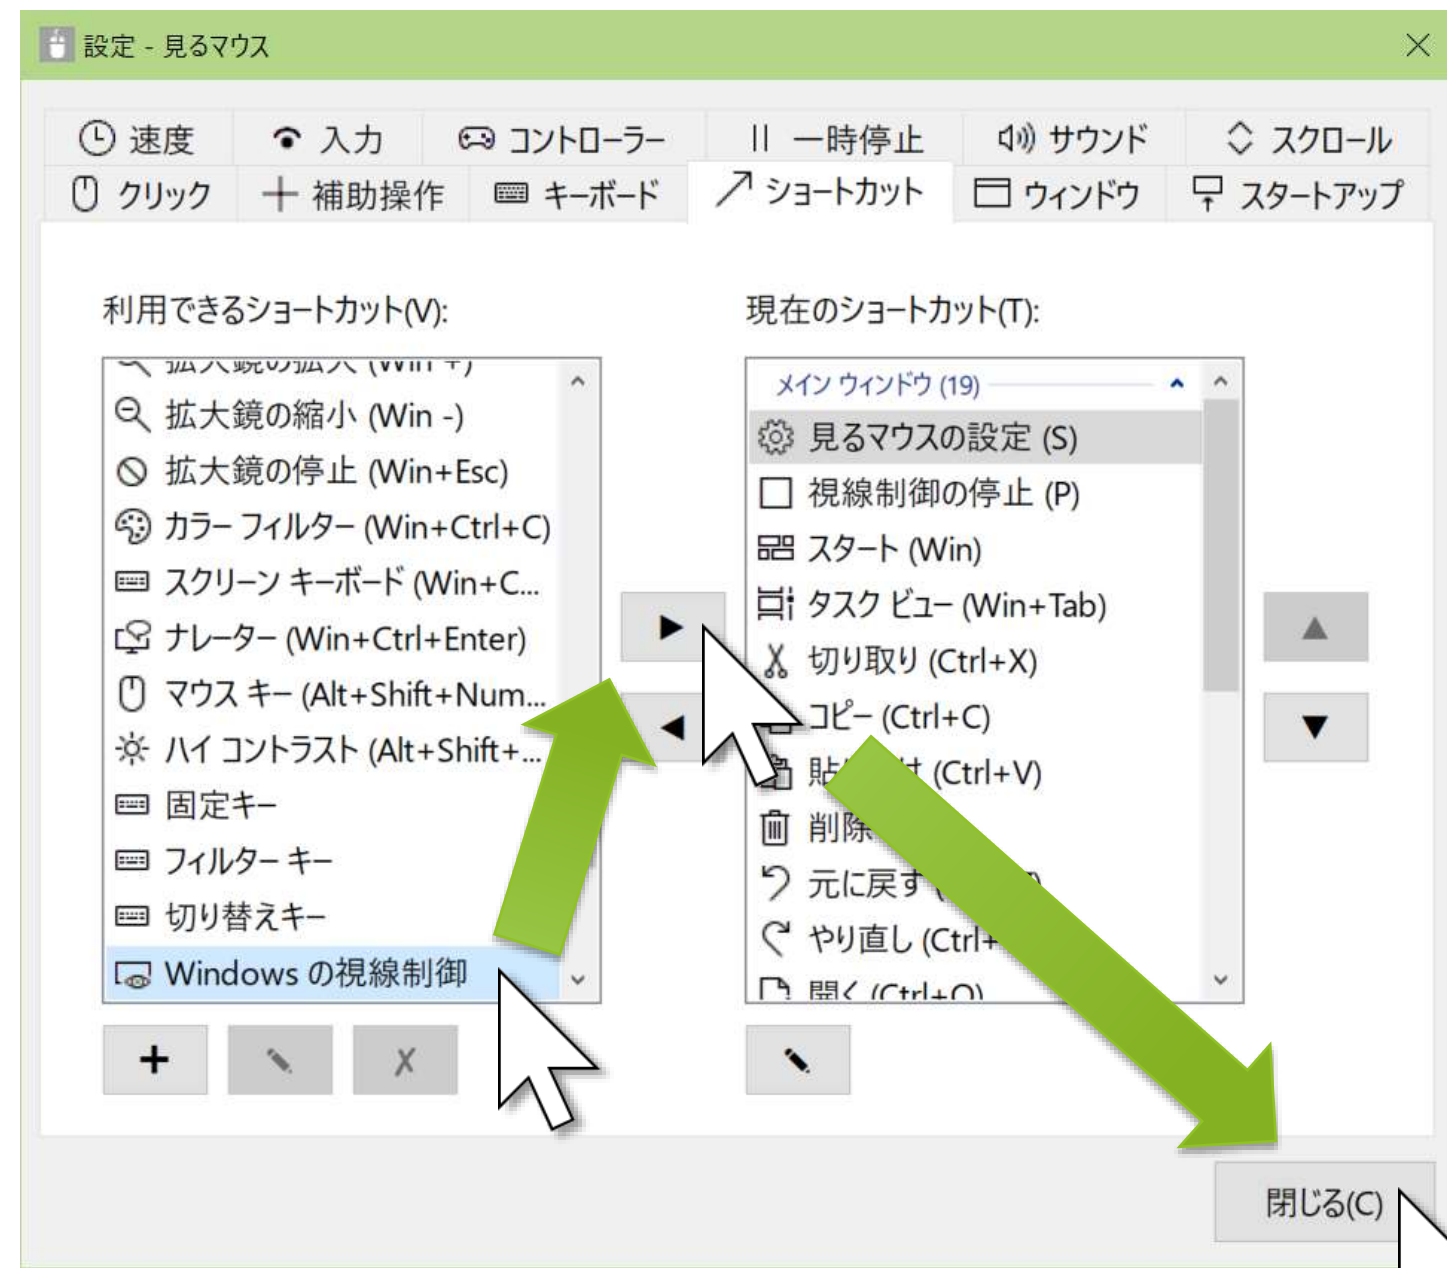 設定 - 見るマウス
速度 入力 コントローラー 一時停止 サウンド スクロール
クリック 補助操作 キーボード ショートカット ウィンドウ スタートアップ
利用できるショートカット(V):
拡大鏡の拡大 (Win +)
拡大鏡の縮小 (Win -)
拡大鏡の停止 (Win+Esc)
カラー フィルター (Win+Ctrl+C)
スクリーン キーボード (Win+C...
ナレーター (Win+Ctrl+Enter)
マウス キー (Alt+Shift+Num...
ハイ コントラスト (Alt+Shift+...
固定キー
フィルター キー
切り替えキー
Windows の視線制御
現在のショートカット(T):
メイン ウィンドウ (19)
見るマウスの設定 (S)
視線制御の停止 (P)
スタート (Win)
タスク ビュー (Win+Tab)
切り取り (Ctrl+X)
コピー (Ctrl+C)
(Ctrl+V)
削除
元に戻す (
やり直し (Ctrl+
開く (Ctrl+O)
閉じる(C)